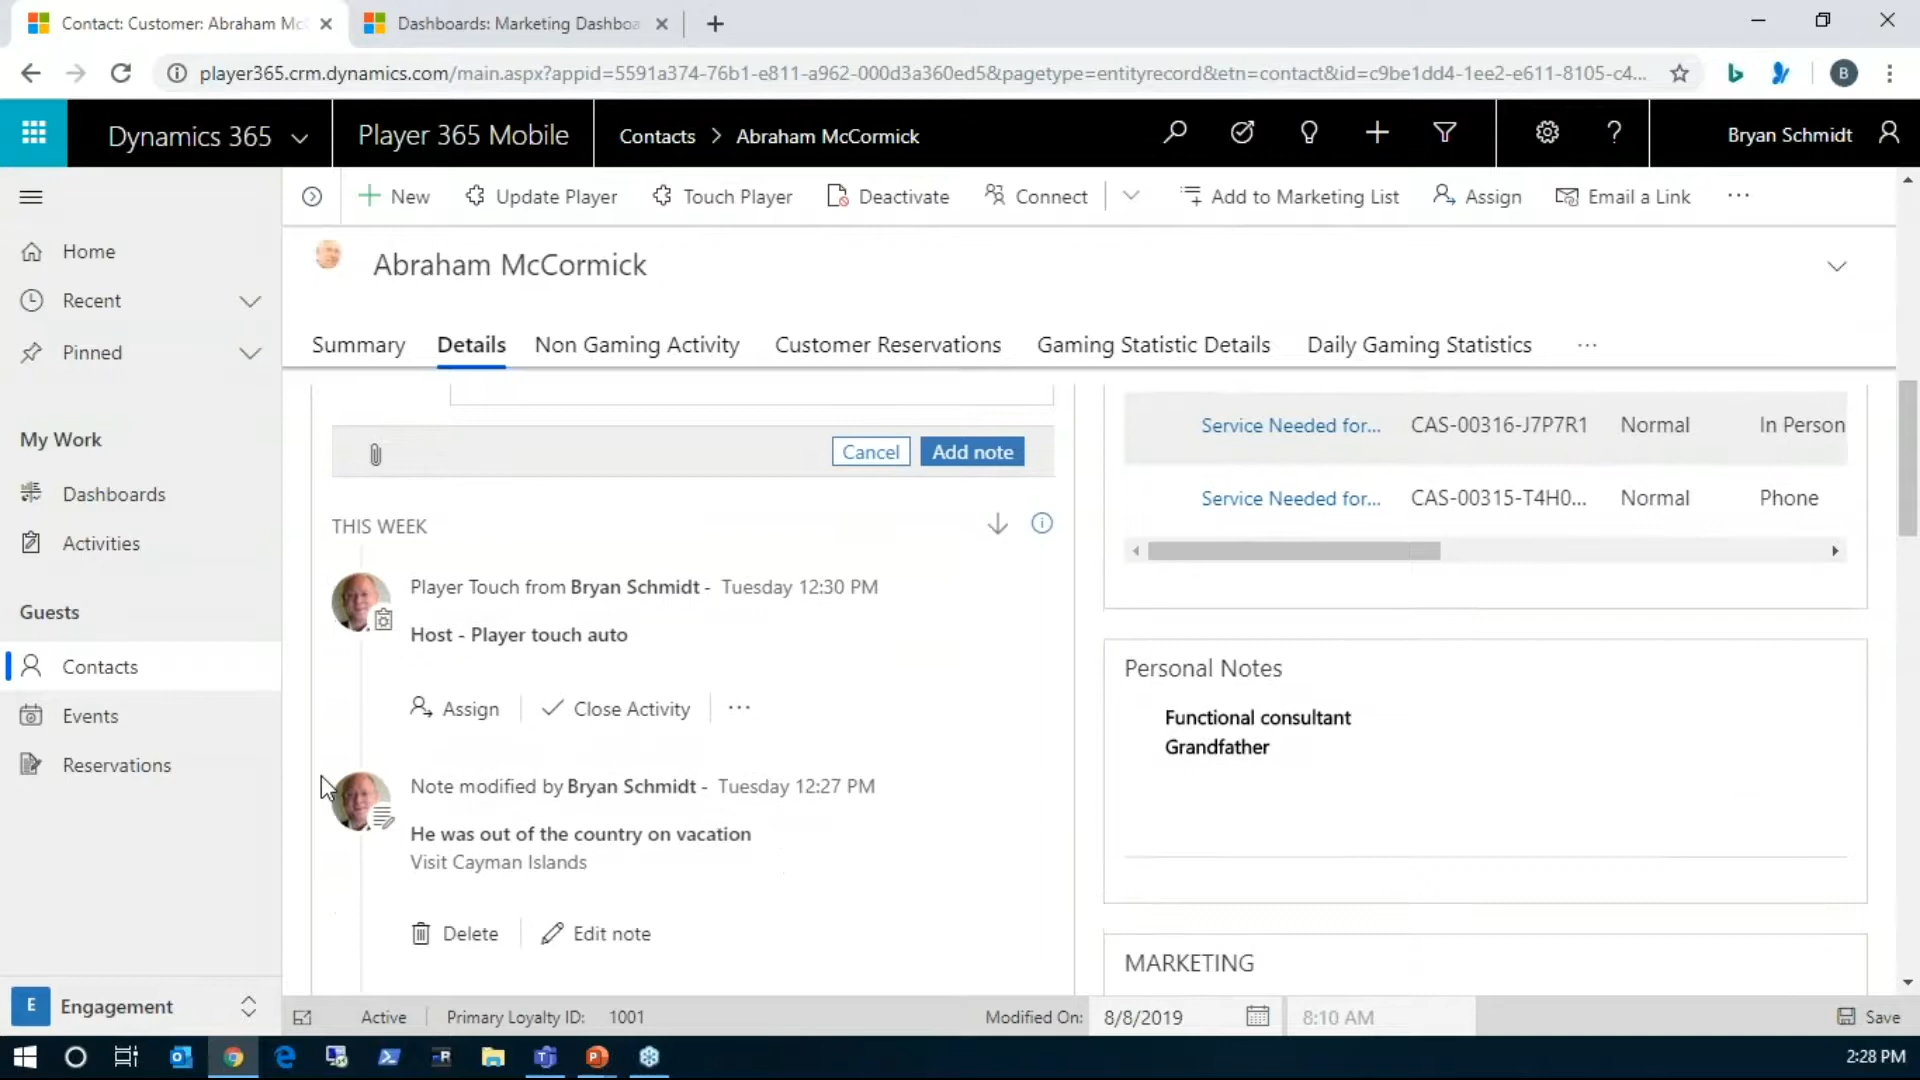 Contact: Customer: Abraham Mc
Dashboards: Marketing Dashboa
player365.crm.dynamics.com/main.aspx?appid=5591a374-76b1-e811-a962-000d3a360ed5&pagetype=entityrecord&etn=contact&id=c9be1dd4-1ee2-e611-8105-c4...
B
Dynamics 365
Player 365 Mobile
Contacts > Abraham McCormick
Bryan Schmidt
New
Update Player
Touch Player
Deactivate
Connect
Add to Marketing List
Assign
Email a Link
Home
Recent
Pinned
My Work
Dashboards
Activities
Guests
Contacts
Events
Reservations
E
Engagement
Abraham McCormick
Summary
Details
Non Gaming Activity
Customer Reservations
Gaming Statistic Details
Daily Gaming Statistics
Cancel
Add note
THIS WEEK
Player Touch from Bryan Schmidt - Tuesday 12:30 PM
Host - Player touch auto
Assign
Close Activity
Note modified by Bryan Schmidt - Tuesday 12:27 PM
He was out of the country on vacation
Visit Cayman Islands
Delete
Edit note
Service Needed for... CAS-00316-J7P7R1 Normal In Person
Service Needed for... CAS-00315-T4H0... Normal Phone
Personal Notes
Functional consultant
Grandfather
MARKETING
Active
Primary Loyalty ID: 1001
Modified On: 8/8/2019 8:10 AM
Save
2:28 PM